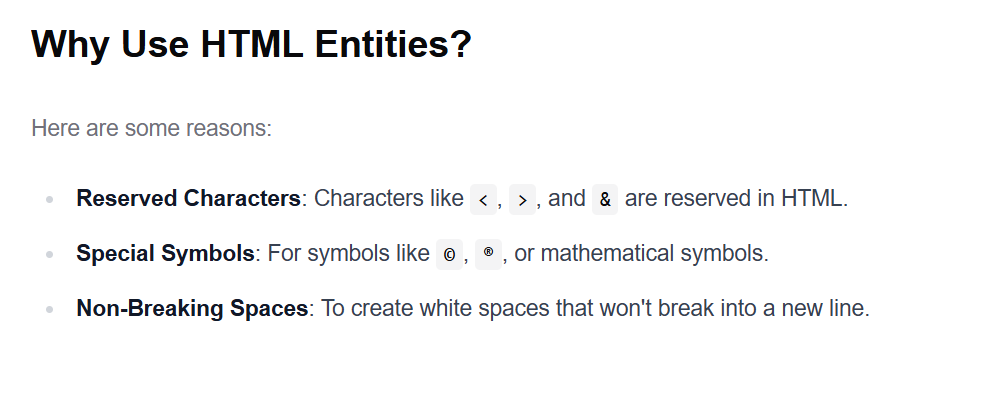 Why Use HTML Entities?
Here are some reasons:
• Reserved Characters: Characters like <, >, and & are reserved in HTML.
• Special Symbols: For symbols like ©, ®, or mathematical symbols.
• Non-Breaking Spaces: To create white spaces that won't break into a new line.